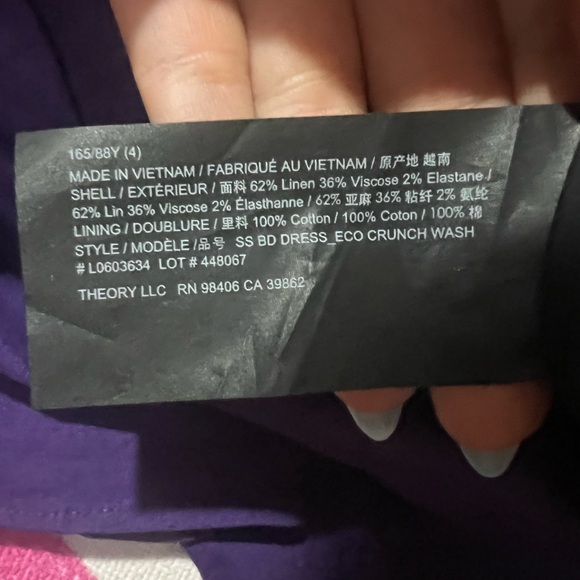 165/88Y (4)
MADE IN VIETNAM / FABRIQUÉ AU VIETNAM / 原产地 越南
SHELL / EXTÉRIEUR / 面料 62% Linen 36% Viscose 2% Elastane /
62% Lin 36% Viscose 2% Élasthanne / 62% 亚麻 36% 粘纤 2% 氨纶
LINING / DOUBLURE / 里料 100% Cotton / 100% Coton / 100% 棉
STYLE / MODÈLE / 品号 SS BD DRESS_ECO CRUNCH WASH
# L0603634 LOT # 448067
THEORY LLC RN 98406 CA 39862